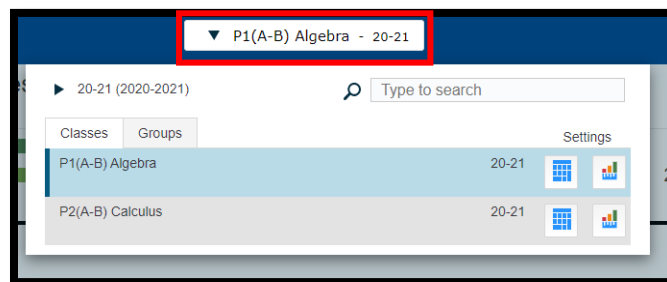 P1(A-B) Algebra - 20-21
20-21 (2020-2021)
Type to search
Classes Groups Settings
P1(A-B) Algebra 20-21
P2(A-B) Calculus 20-21